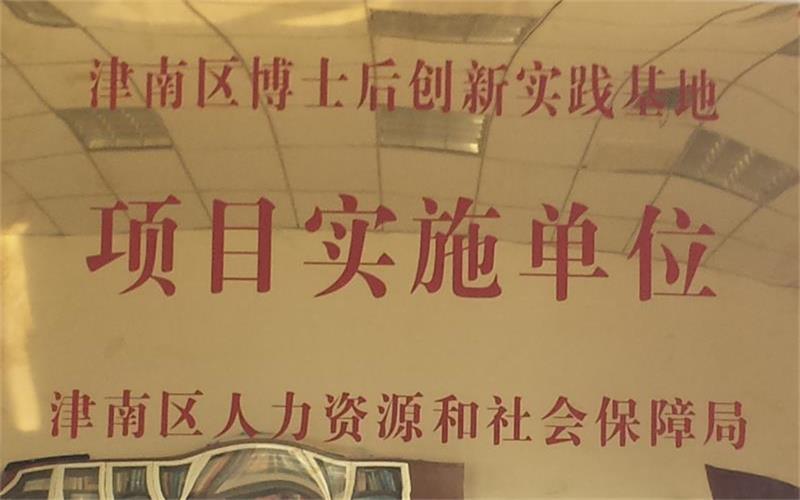 津南区博士后创新实践基地
项目实施单位
津南区人力资源和社会保障局